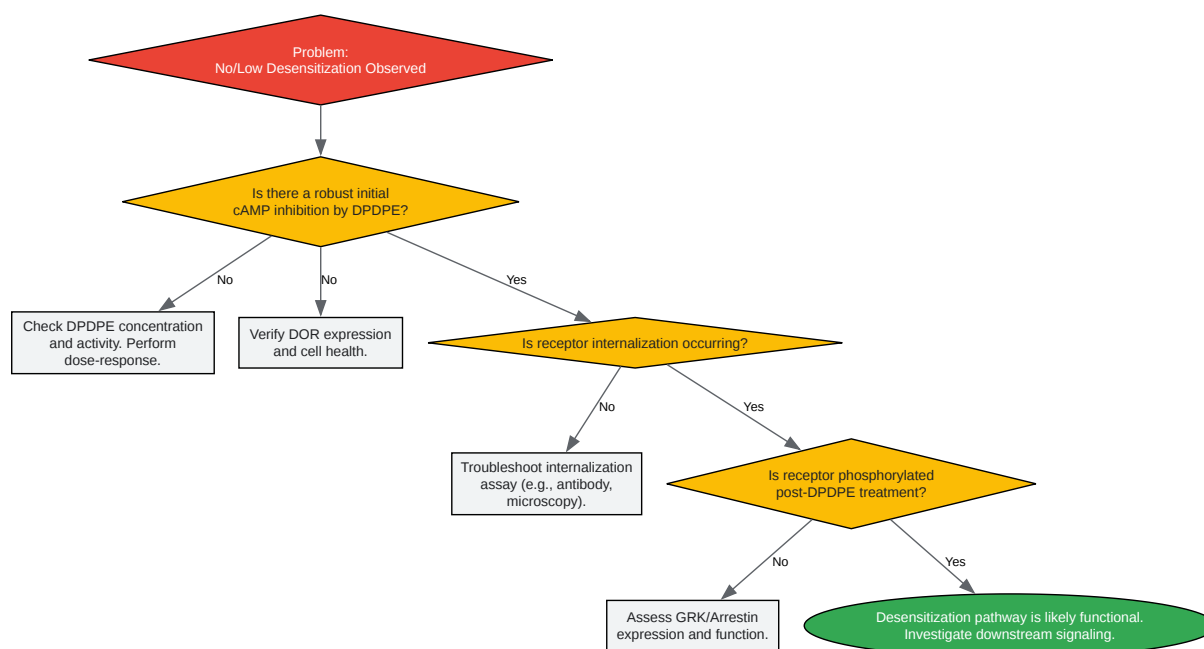 Problem:
No/Low Desensitization Observed
Is there a robust initial
cAMP inhibition by DPDPE?
No
No
Yes
Check DPDPE concentration
and activity. Perform
dose-response.
Verify DOR expression
and cell health.
Is receptor internalization occurring?
No
Yes
Troubleshoot internalization
assay (e.g., antibody,
microscopy).
Is receptor phosphorylated
post-DPDPE treatment?
No
Yes
Assess GRK/Arrestin
expression and function.
Desensitization pathway is likely functional.
Investigate downstream signaling.